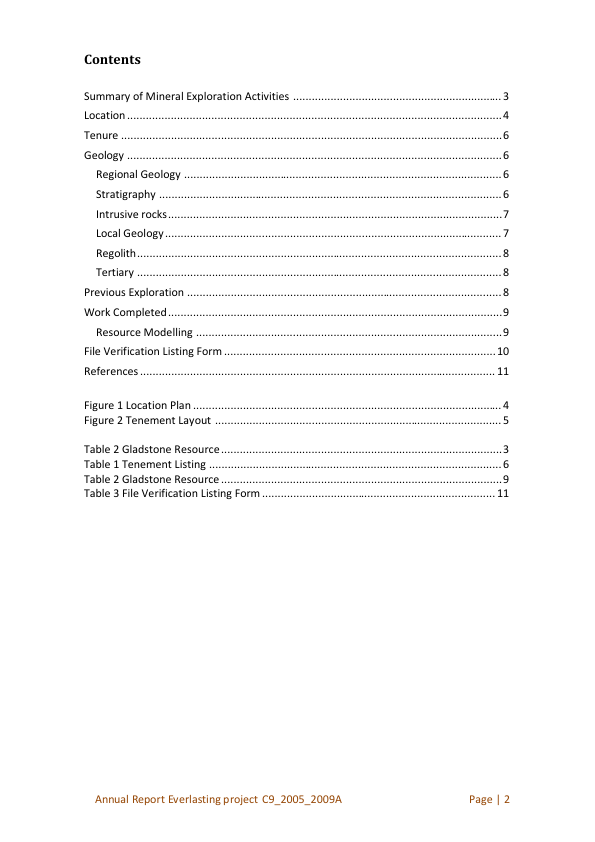 Contents
Summary of Mineral Exploration Activities .................................................................... 3
Location .......................................................................................................................... 4
Tenure ............................................................................................................................ 6
Geology .......................................................................................................................... 6
Regional Geology ........................................................................................................ 6
Stratigraphy ................................................................................................................ 6
Intrusive rocks ............................................................................................................. 7
Local Geology .............................................................................................................. 7
Regolith ....................................................................................................................... 8
Tertiary ....................................................................................................................... 8
Previous Exploration ...................................................................................................... 8
Work Completed ............................................................................................................. 9
Resource Modelling .................................................................................................... 9
File Verification Listing Form ........................................................................................ 10
References .................................................................................................................... 11
Figure 1 Location Plan .................................................................................................... 4
Figure 2 Tenement Layout ............................................................................................. 5
Table 2 Gladstone Resource ........................................................................................... 3
Table 1 Tenement Listing ............................................................................................... 6
Table 2 Gladstone Resource ........................................................................................... 9
Table 3 File Verification Listing Form ........................................................................... 11
Annual Report Everlasting project C9_2005_2009A Page | 2